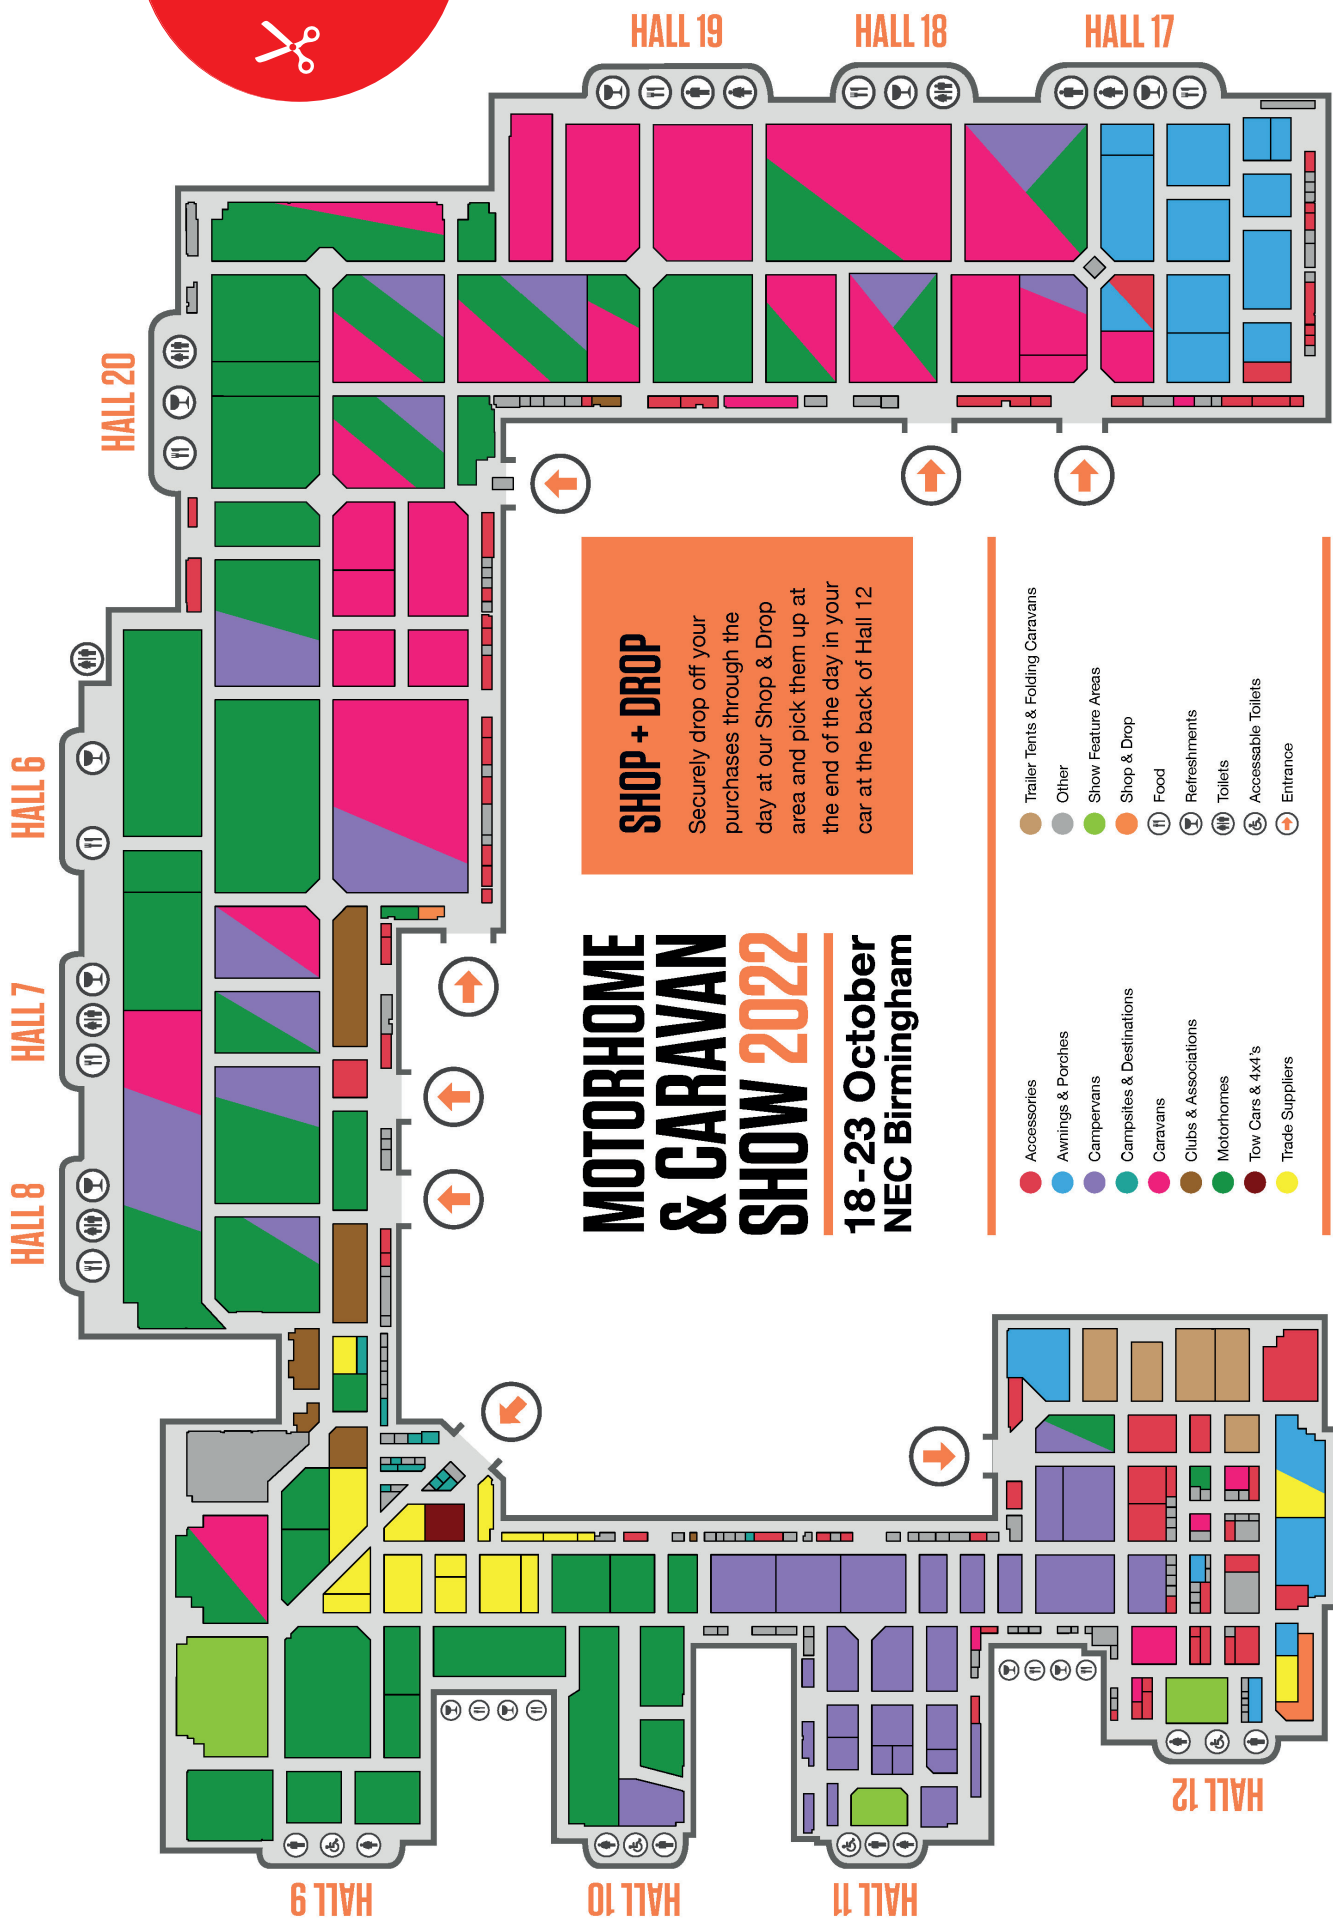 HALL 19
HALL 18
HALL 17
HALL 20
HALL 6
HALL 7
HALL 8
HALL 9
HALL 10
HALL 11
HALL 12
MOTORHOME
& CARAVAN
SHOW 2022
18-23 October
NEC Birmingham
SHOP + DROP
Securely drop off your
purchases through the
day at our Shop & Drop
area and pick them up at
the end of the day in your
car at the back of Hall 12
Accessories
Awnings & Porches
Campervans
Campsites & Destinations
Caravans
Clubs & Associations
Motorhomes
Tow Cars & 4x4's
Trade Suppliers
Trailer Tents & Folding Caravans
Other
Show Feature Areas
Shop & Drop
Food
Refreshments
Toilets
Accessable Toilets
Entrance